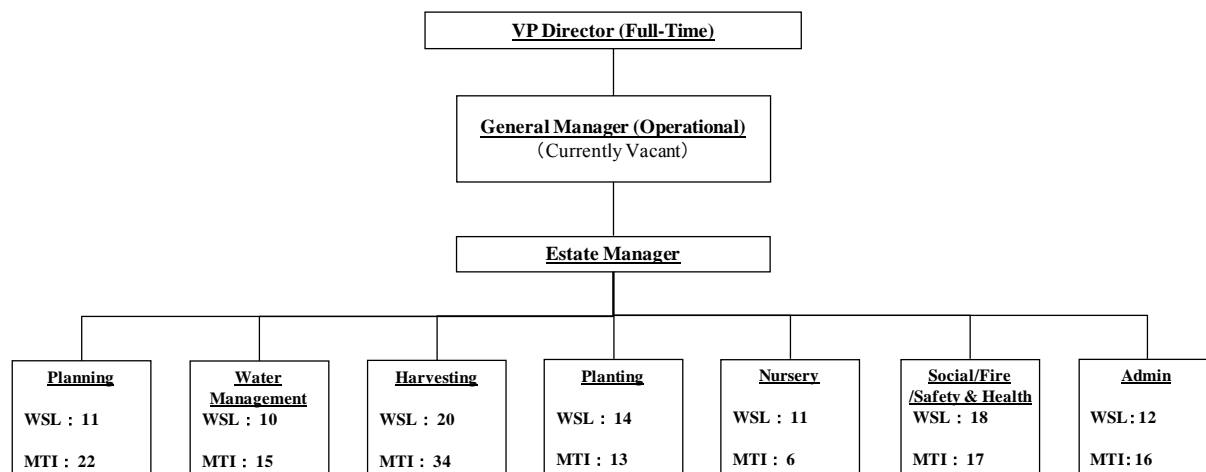 VP Director (Full-Time)
General Manager (Operational)
（Currently Vacant）
Estate Manager
Planning
WSL： 11
MTI： 22
Water
Management
WSL： 10
MTI： 15
Harvesting
WSL： 20
MTI： 34
Planting
WSL： 14
MTI： 13
Nursery
WSL： 11
MTI： 6
Social/Fire
/Safety & Health
WSL： 18
MTI： 17
Admin
WSL：12
MTI：16